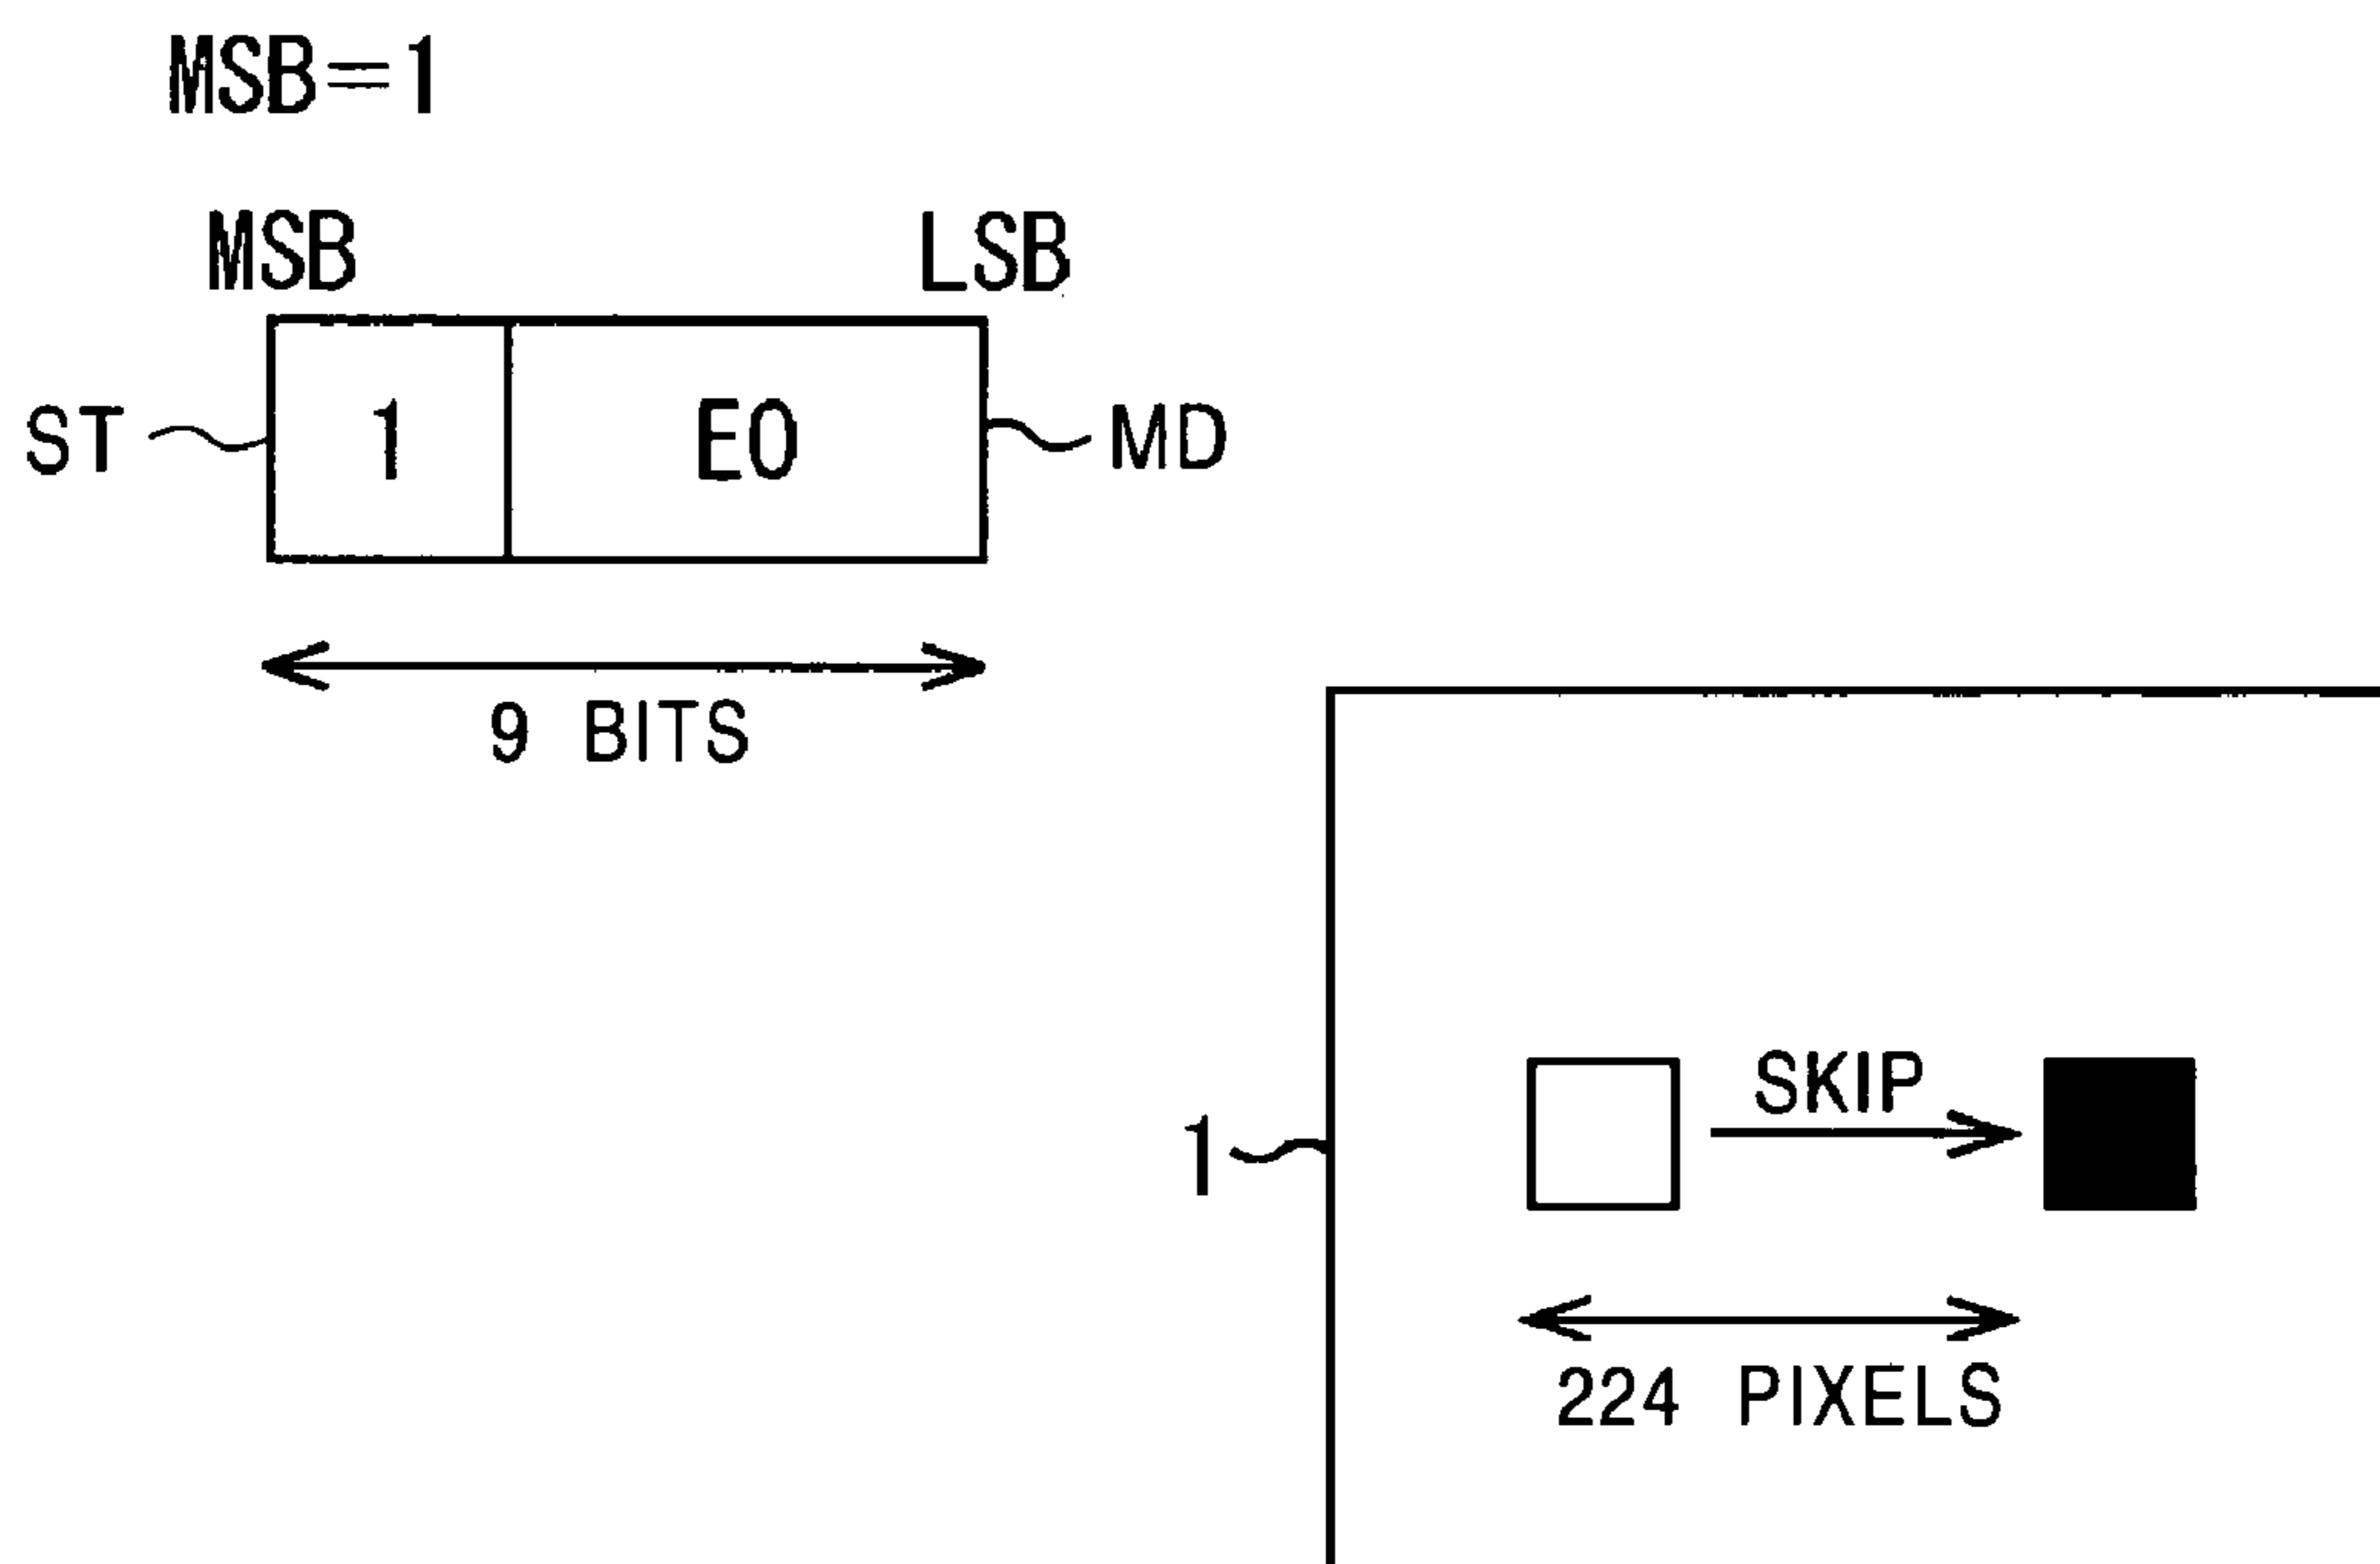 MSB=1
MSB LSB
ST 1 E0 MD
9 BITS
SKIP
1
224 PIXELS